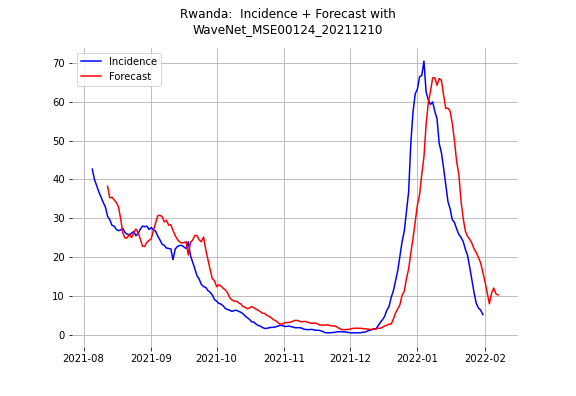 Rwanda:  Incidence + Forecast with
WaveNet_MSE00124_20211210
Incidence
Forecast
70
60
50
40
30
20
10
0
2021-08 2021-09 2021-10 2021-11 2021-12 2022-01 2022-02